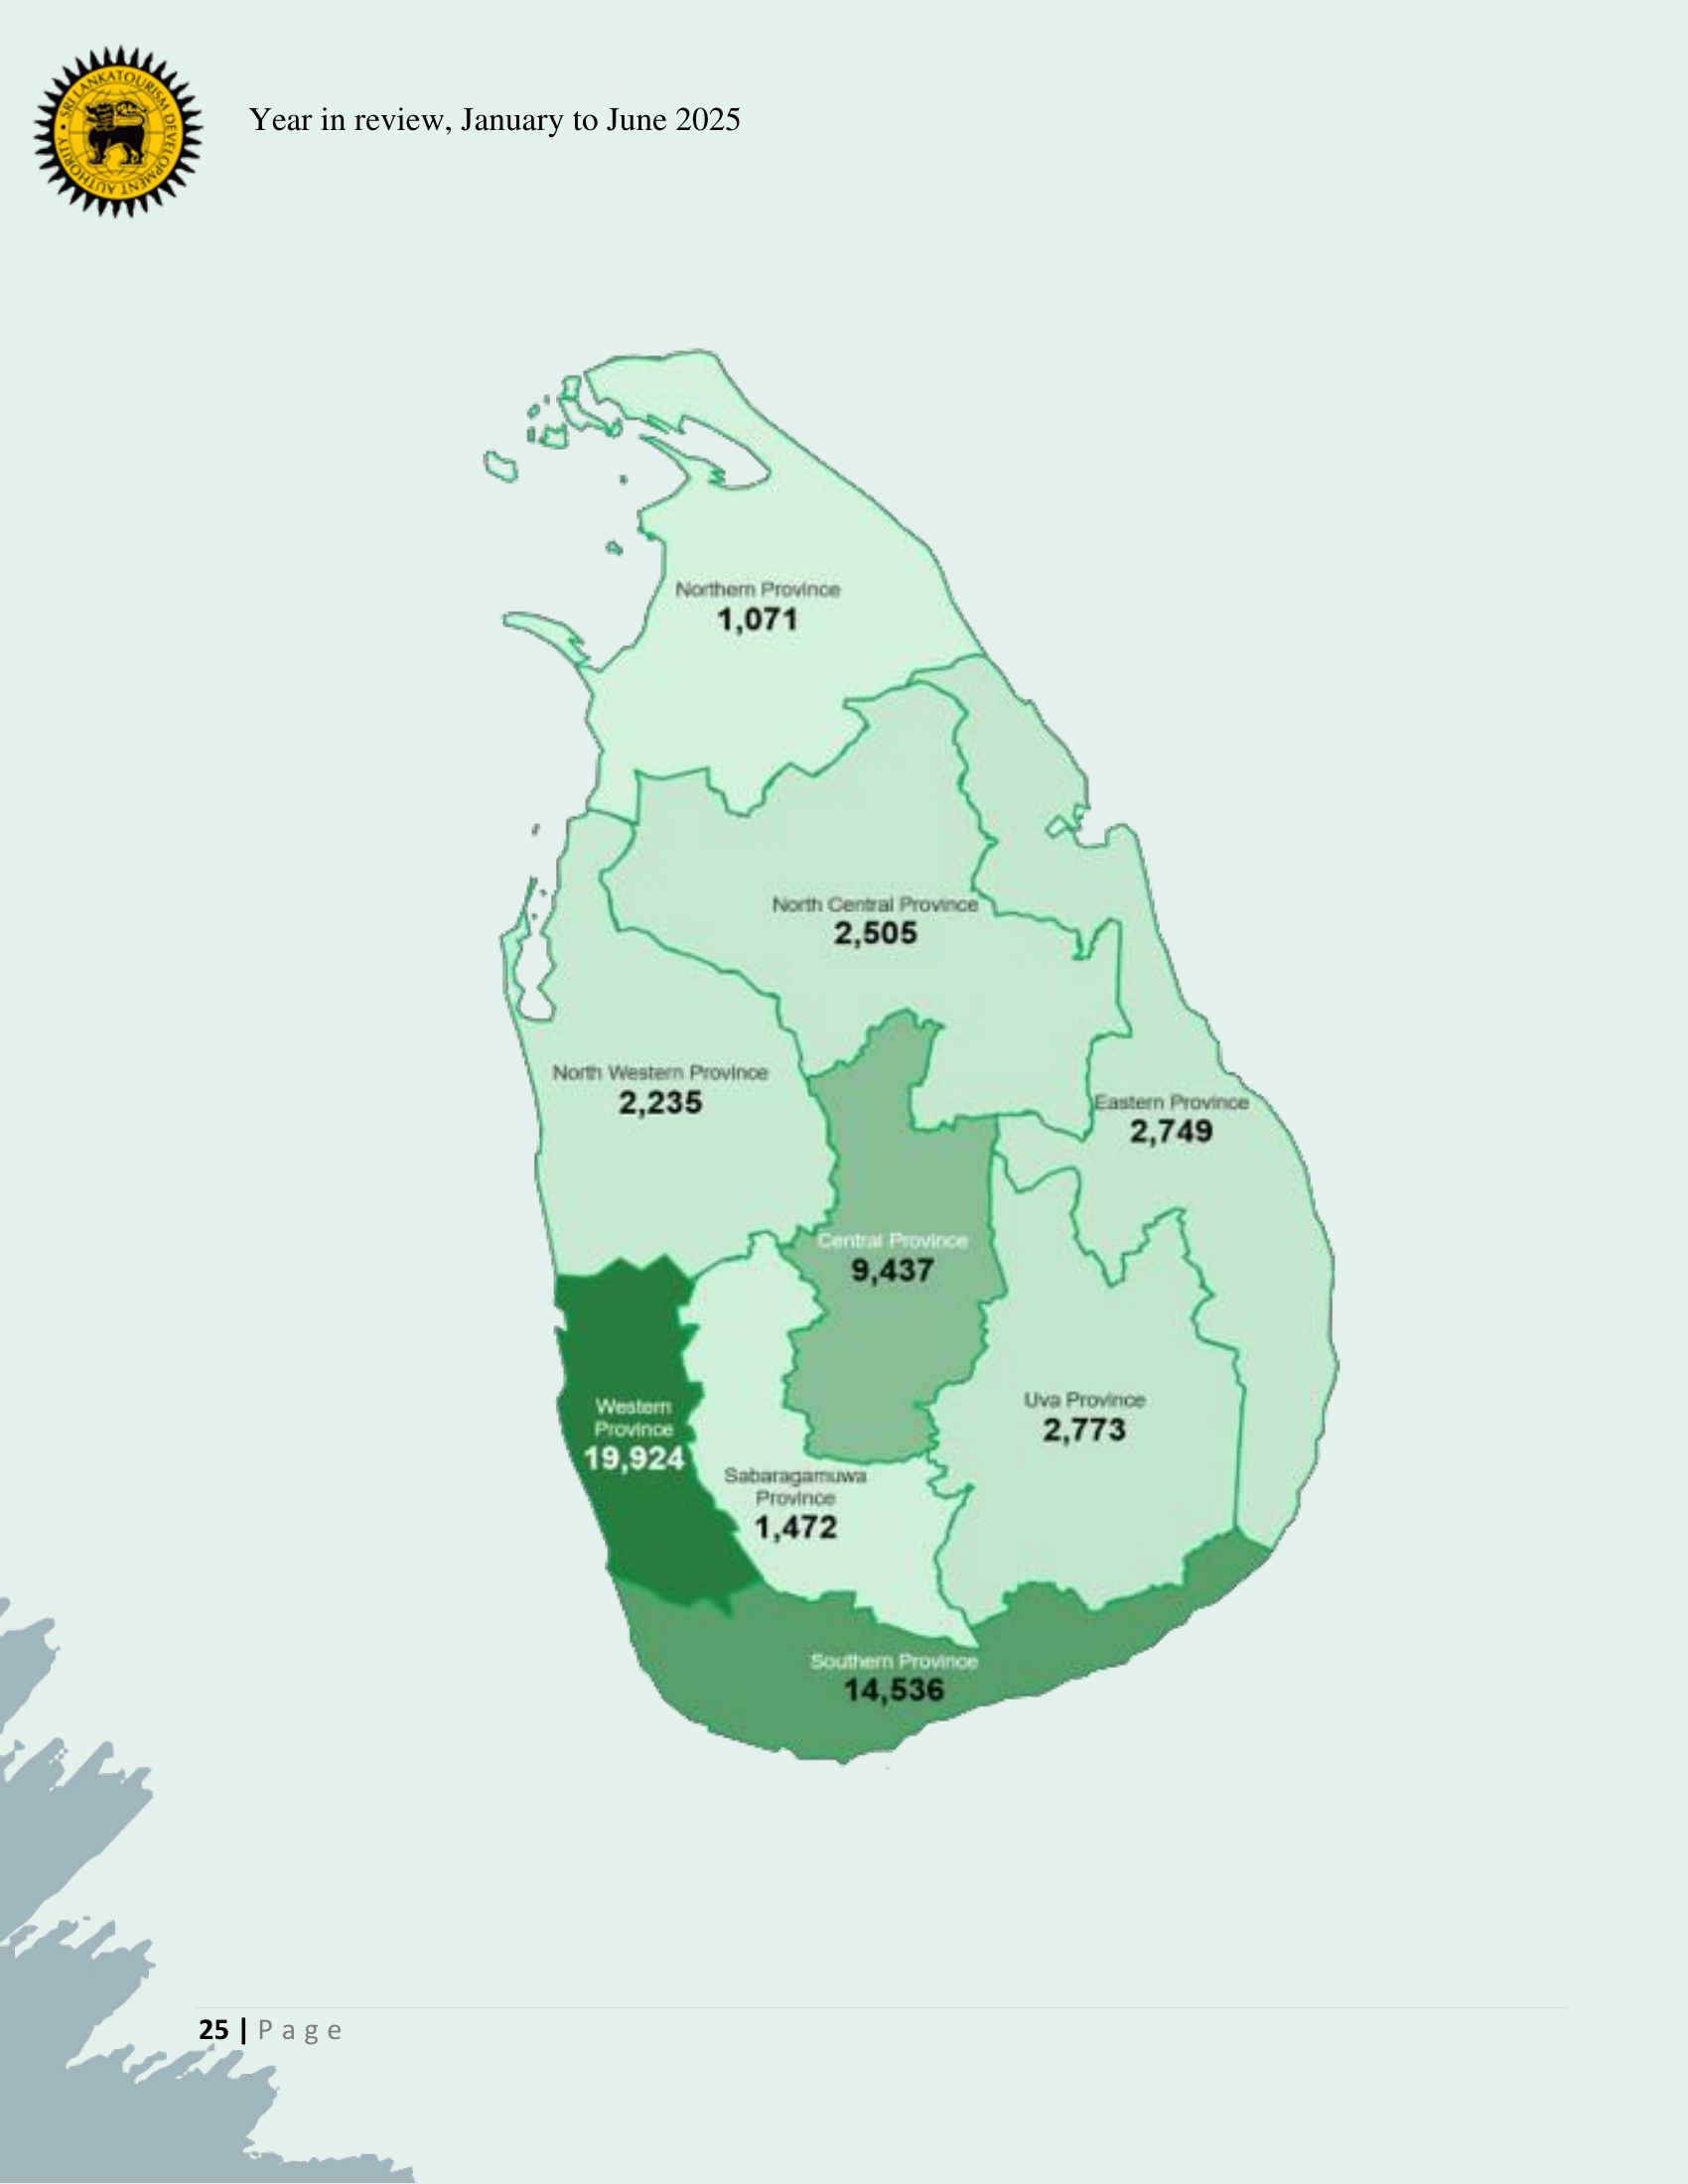 SRI LANKA TOURISM DEVELOPMENT AUTHORITY
Year in review, January to June 2025
Northern Province
1,071
North Central Province
2,505
North Western Province
2,235
Eastern Province
2,749
Central Province
9,437
Western
Province
19,924
Uva Province
2,773
Sabaragamuwa
Province
1,472
Southern Province
14,536
25 | Page